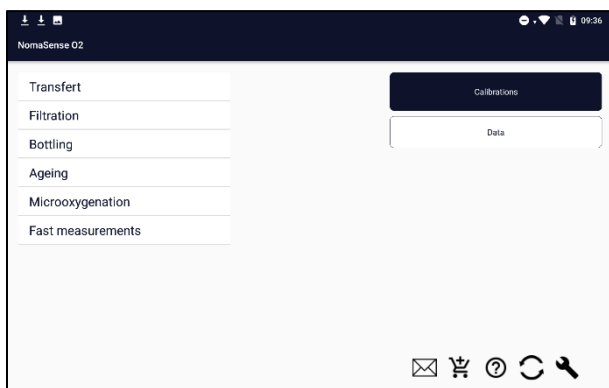 09:36
NomaSense O2
Transfert
Filtration
Bottling
Ageing
Microoxygenation
Fast measurements
Calibrations
Data